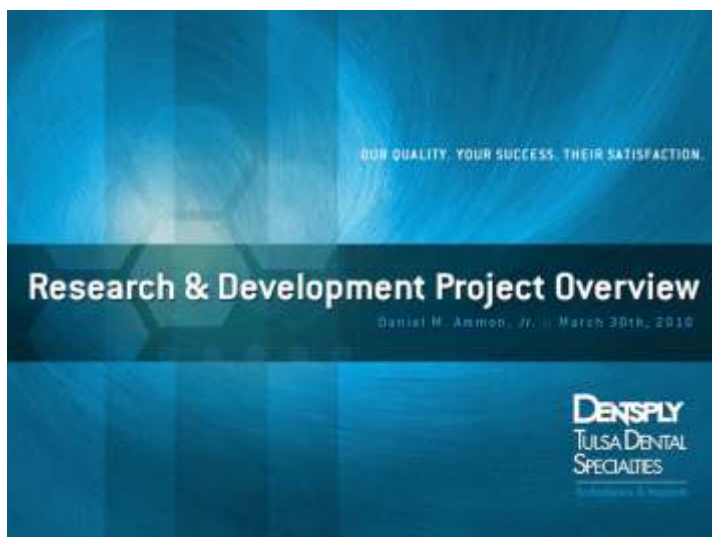 OUR QUALITY. YOUR SUCCESS. THEIR SATISFACTION.
Research & Development Project Overview
Daniel M. Ammon, Jr. :: March 30th, 2010
DENTSPLY
TULSA DENTAL
SPECIALTIES